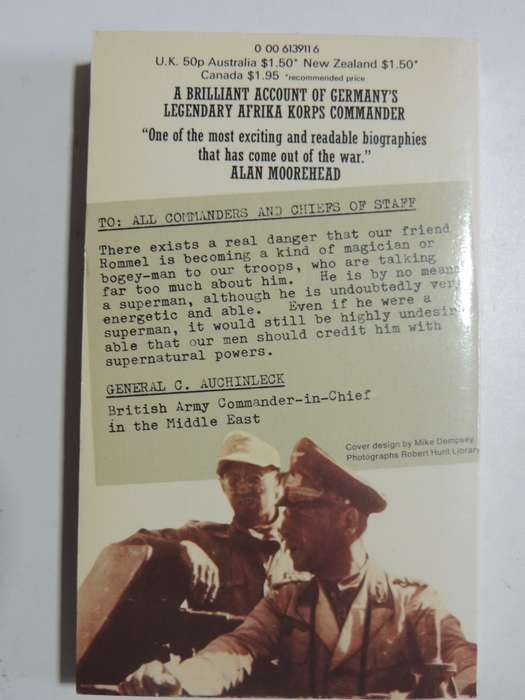 0 00 613911 6
U.K. 50p Australia $1.50* New Zealand $1.50*
Canada $1.95 *recommended price
A BRILLIANT ACCOUNT OF GERMANY'S
LEGENDARY AFRIKA KORPS COMMANDER
“One of the most exciting and readable biographies
that has come out of the war.”
ALAN MOOREHEAD
TO: ALL COMMANDERS AND CHIEFS OF STAFF
There exists a real danger that our friend
Rommel is becoming a kind of magician or
bogey-man to our troops, who are talking
far too much about him. He is by no means
a superman, although he is undoubtedly very
energetic and able. Even if he were a
superman, it would still be highly undesir-
able that our men should credit him with
supernatural powers.
GENERAL C. AUCHINLECK
British Army Commander-in-Chief
in the Middle East
Cover design by Mike Dempsey
Photographs Robert Hunt Library